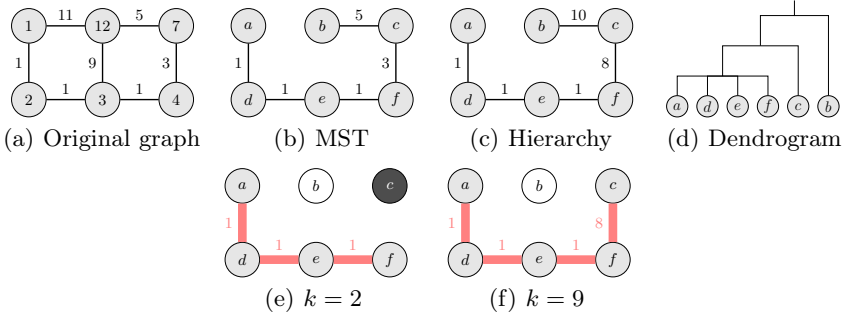 11 5
1 12 7
1 9 3
1 1
2 3 4
(a) Original graph
5
a b c
1 3
1 1
d e f
(b) MST
10
a b c
1 8
1 1
d e f
(c) Hierarchy
a d e f c b
(d) Dendrogram
a b c
1
1 1
d e f
(e) k = 2
a b c
1 8
1 1
d e f
(f) k = 9